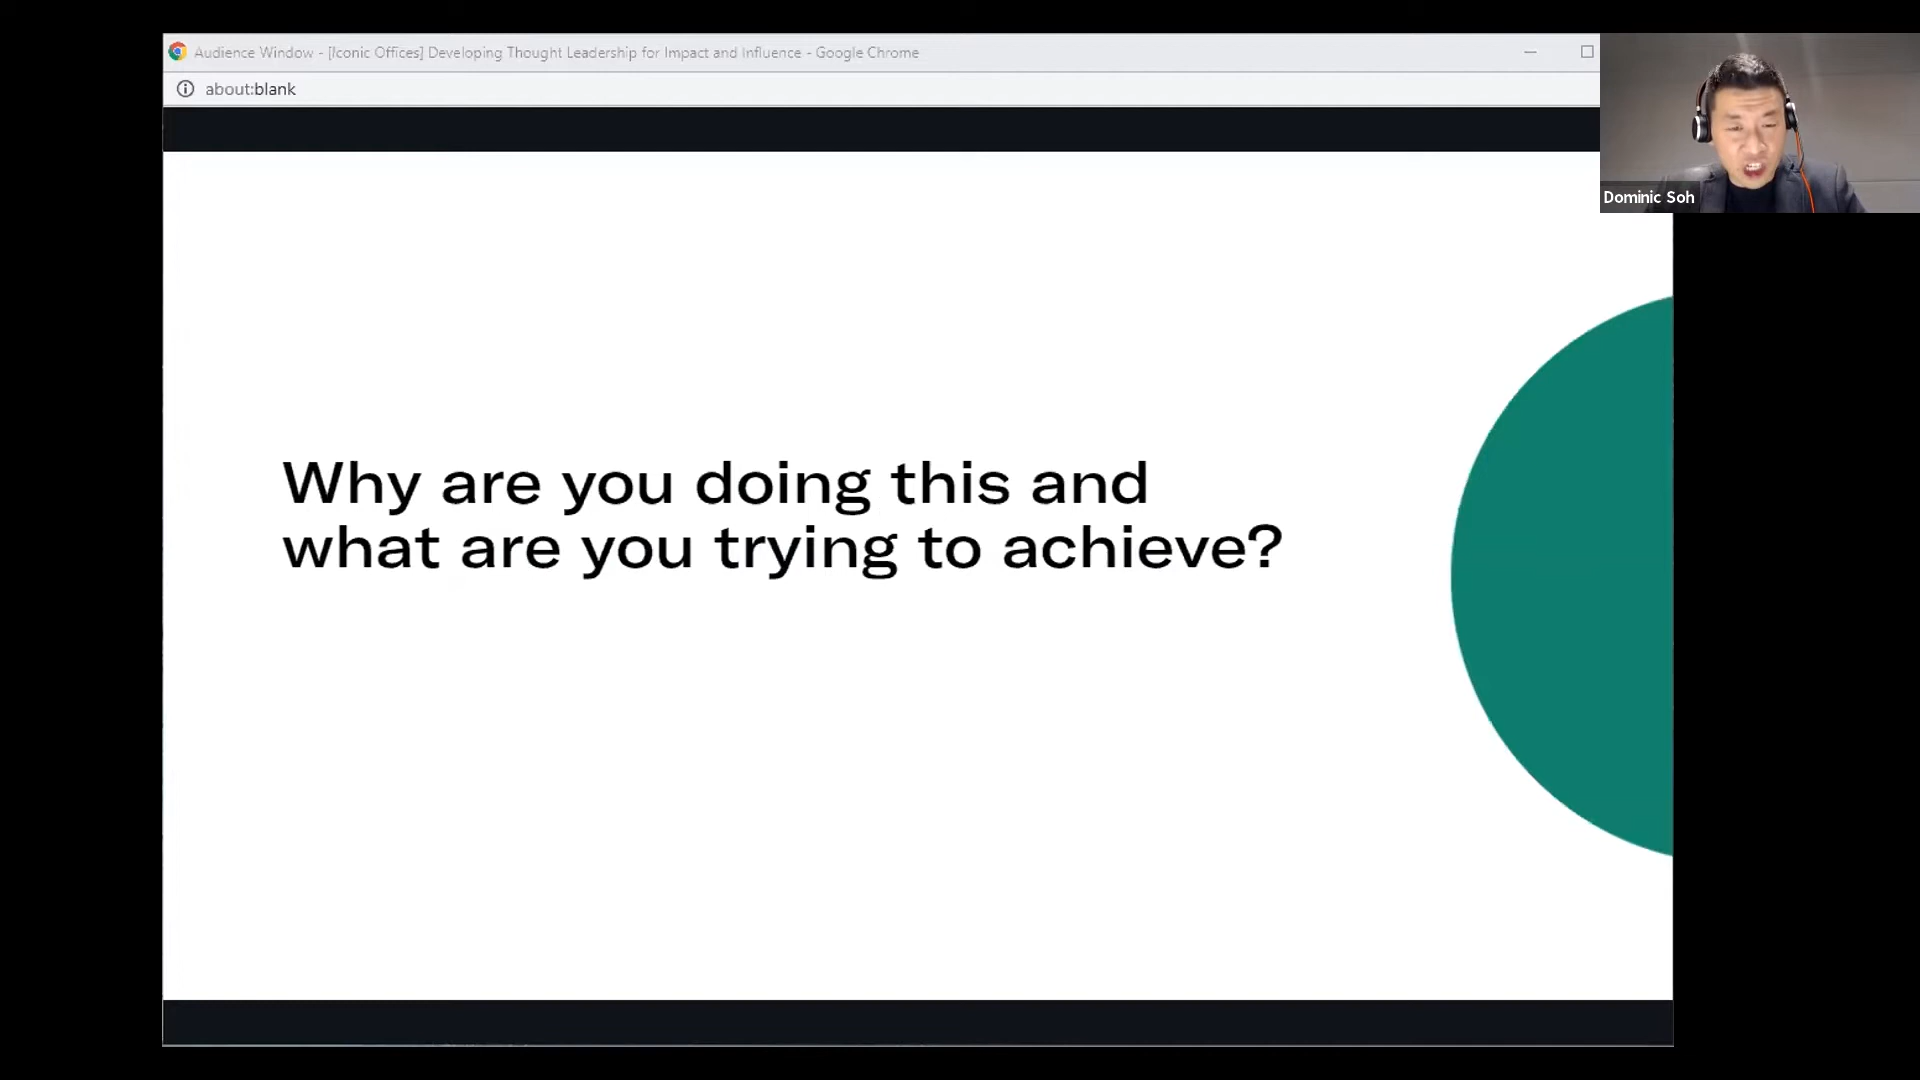 Audience Window - [Iconic Offices] Developing Thought Leadership for Impact and Influence - Google Chrome
about:blank
Dominic Soh
Why are you doing this and
what are you trying to achieve?